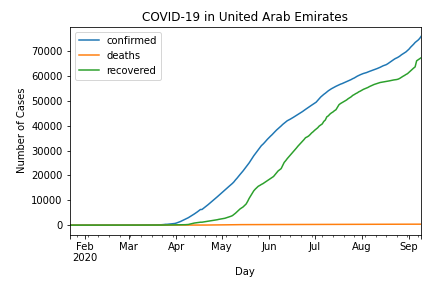 COVID-19 in United Arab Emirates
confirmed
deaths
recovered
Number of Cases
70000
60000
50000
40000
30000
20000
10000
0
Feb Mar Apr May Jun Jul Aug Sep
2020
Day